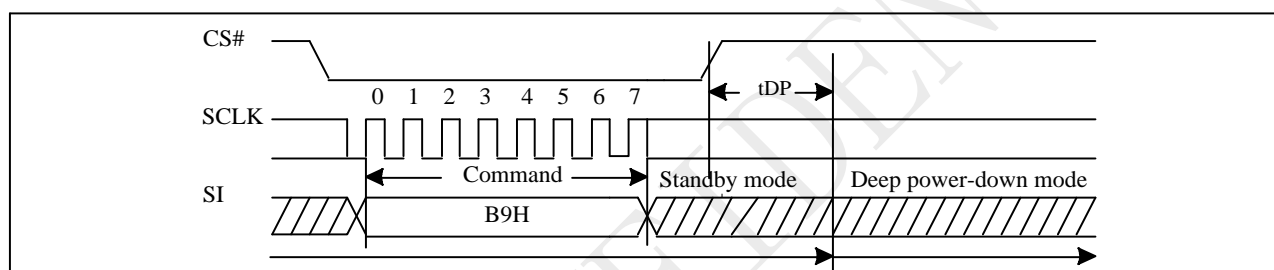 CS#
tDP
0 1 2 3 4 5 6 7
SCLK
Command
Standby mode
Deep power-down mode
SI
B9H